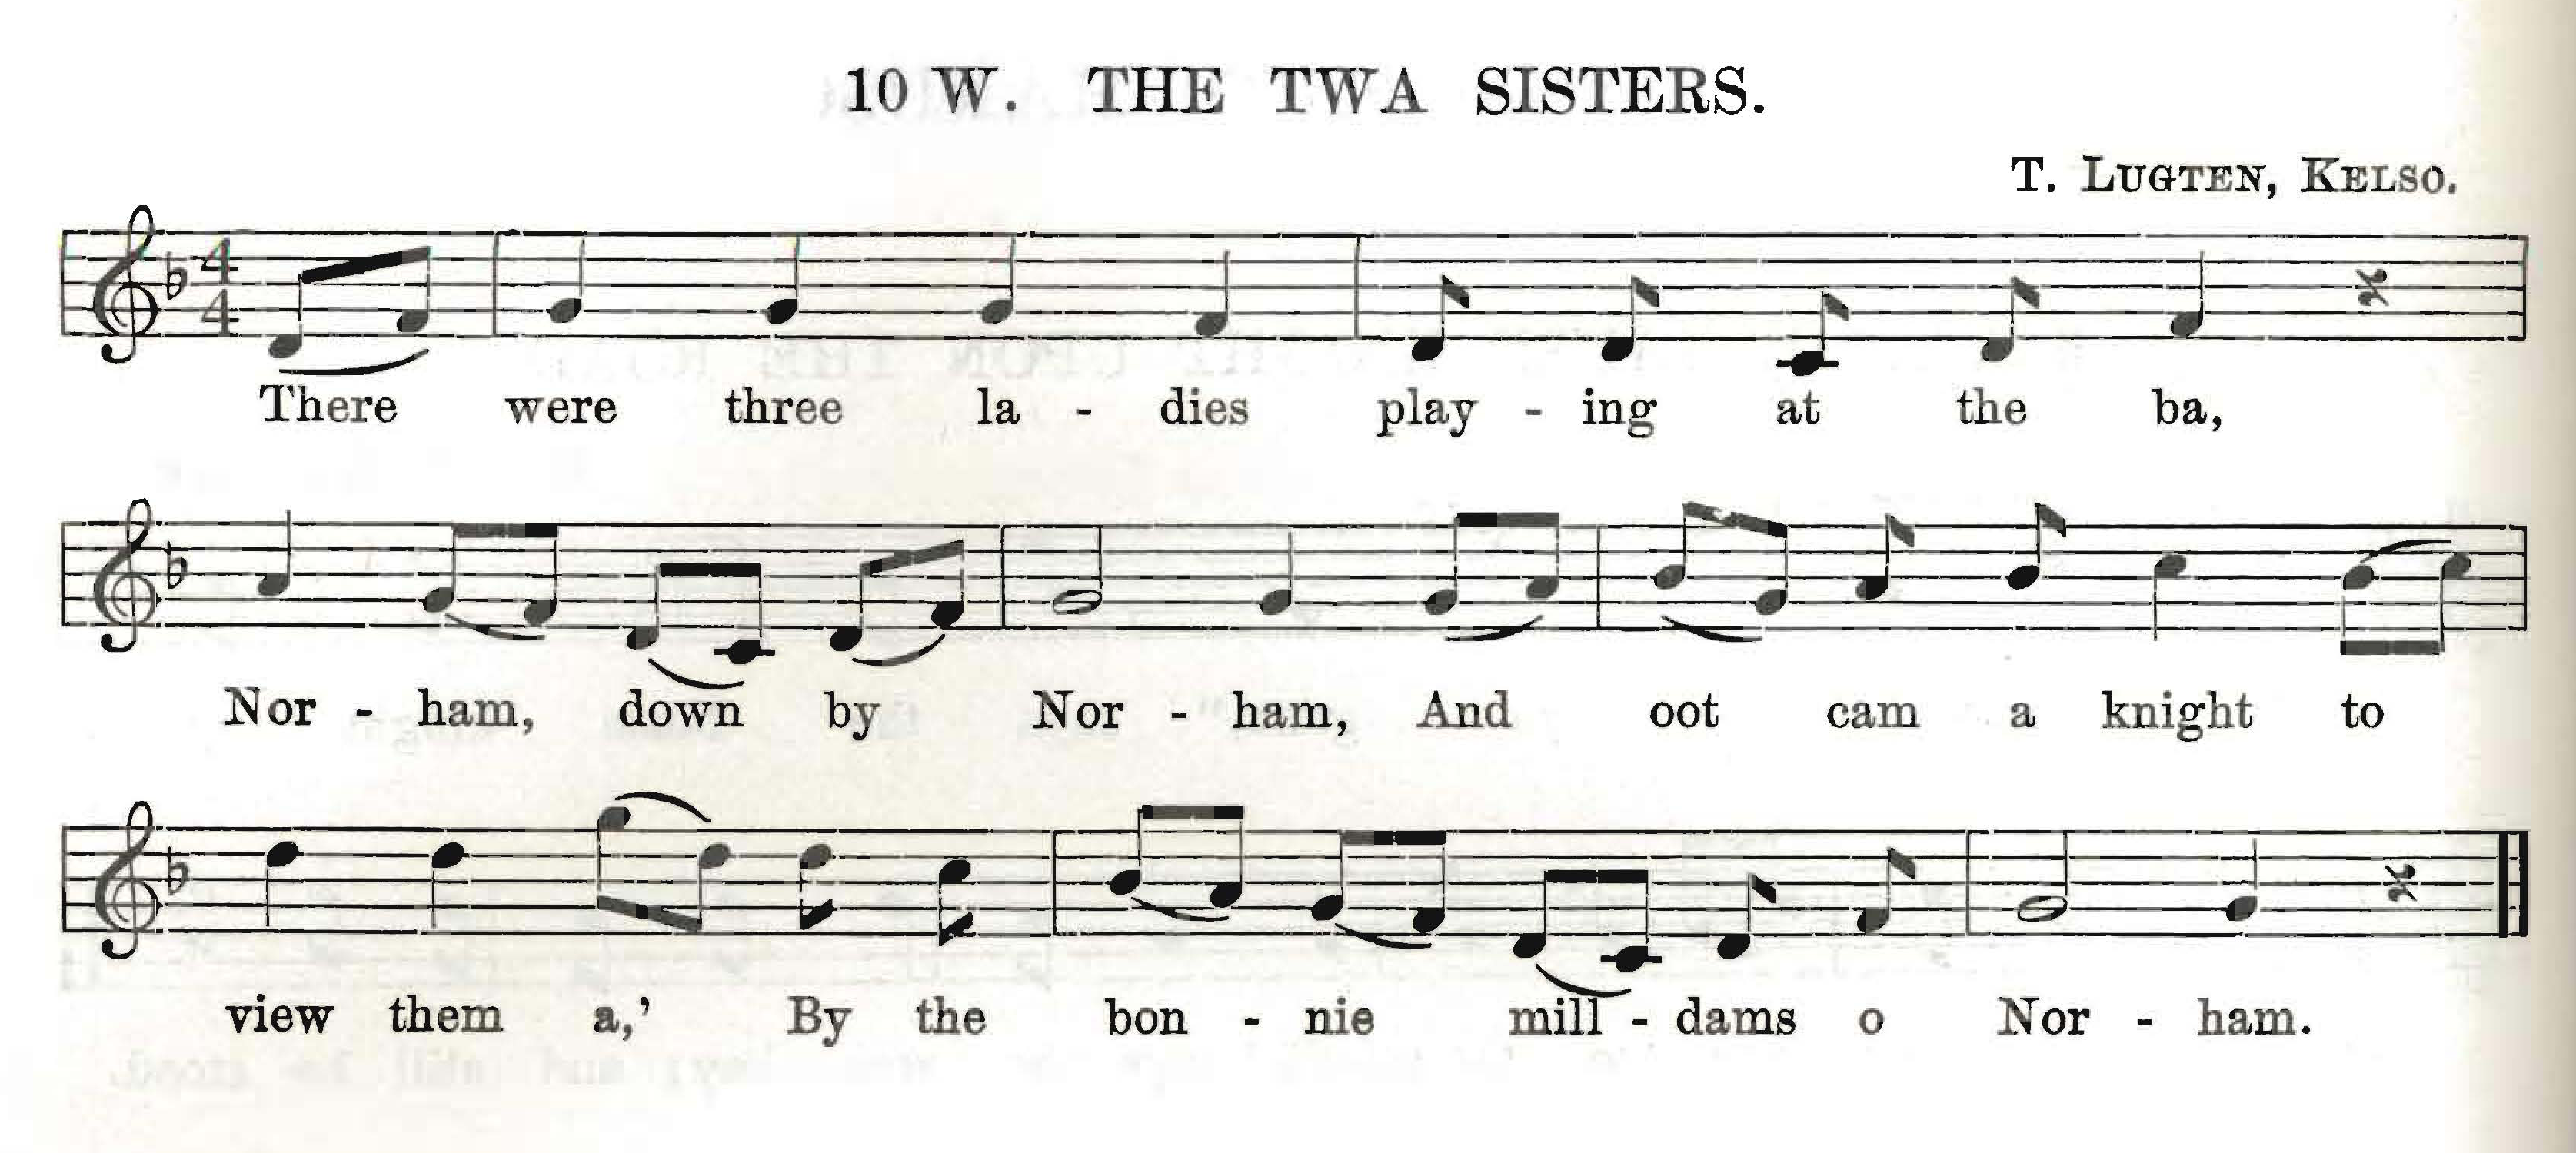 10 W. THE TWA SISTERS.
T. LUGTEN, KELSO.
4
4
There were three la - dies play - ing at the ba,
Nor - ham, down by Nor - ham, And oot cam a knight to
view them a,' By the bon - nie mill - dams o Nor - ham.